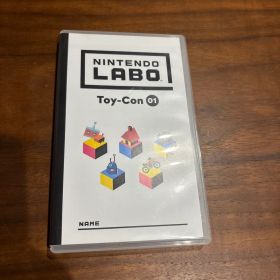 NINTENDO
LABO
Toy-Con 01
NAME